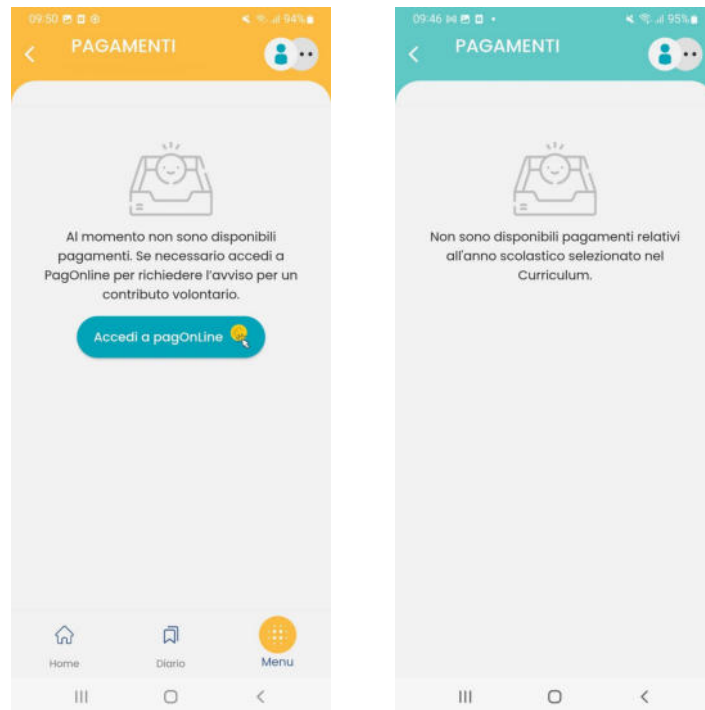 09:50
94%
PAGAMENTI
Al momento non sono disponibili
pagamenti. Se necessario accedi a
PagOnline per richiedere l'avviso per un
contributo volontario.
Accedi a pagOnLine
Home
Diario
Menu
09:46
95%
PAGAMENTI
Non sono disponibili pagamenti relativi
all'anno scolastico selezionato nel
Curriculum.